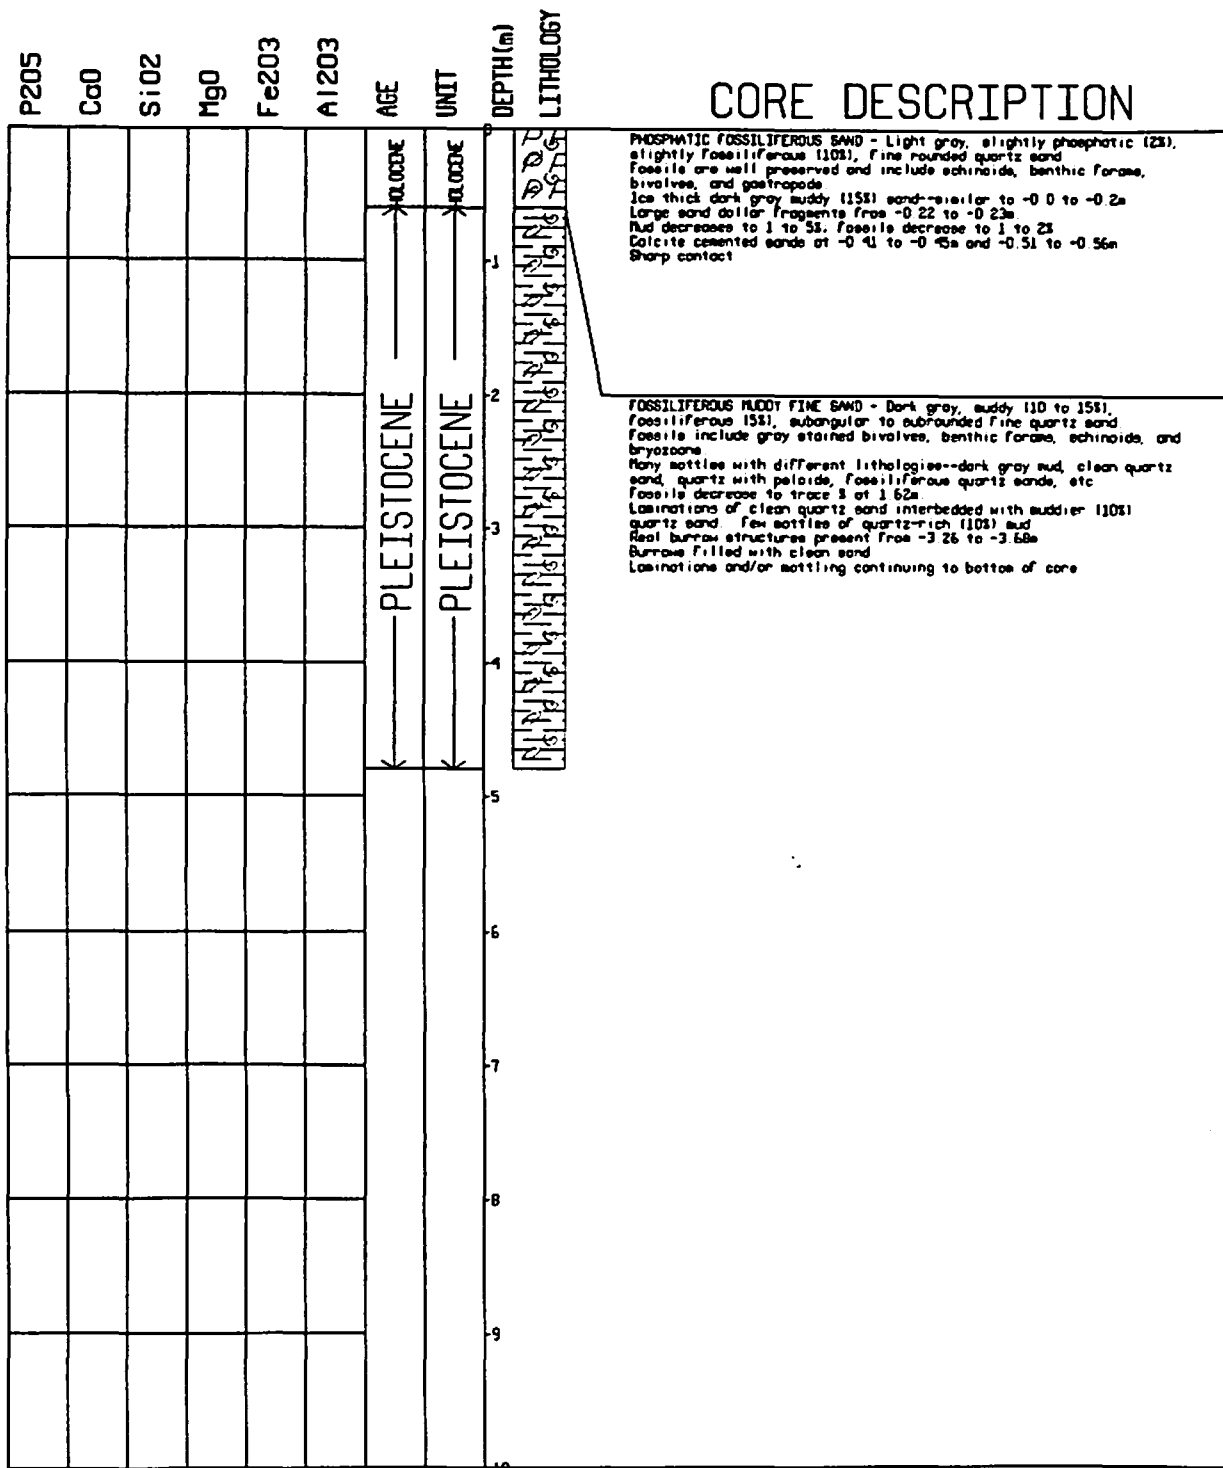 P2O5 CaO SiO2 MgO Fe2O3 Al2O3 AGE UNIT DEPTH(m) LITHOLOGY
CORE DESCRIPTION
0
HOLOCENE HOLOCENE
PHOSPHATIC FOSSILIFEROUS SAND - Light gray, slightly phosphatic (2%),
slightly fossiliferous (10%), fine rounded quartz sand
Fossils are well preserved and include echinoids, benthic forams,
bivalves, and gastropods
1cm thick dark gray muddy (15%) sand--similar to -0 0 to -0.2m
Large sand dollar fragments from -0 22 to -0 23m
Mud decreases to 1 to 5%, fossils decrease to 1 to 2%
Calcite cemented sands at -0 41 to -0 45m and -0.51 to -0.56m
Sharp contact
-1
-2
PLEISTOCENE PLEISTOCENE
FOSSILIFEROUS MUDDY FINE SAND - Dark gray, muddy (10 to 15%),
fossiliferous (5%), subangular to subrounded fine quartz sand
Fossils include gray stained bivalves, benthic forams, echinoids, and
bryozoans
Many mottles with different lithologies--dark gray mud, clean quartz
sand, quartz with peloids, fossiliferous quartz sands, etc
Fossils decrease to trace % at 1.62m
Laminations of clean quartz sand interbedded with muddier (10%)
quartz sand. Few mottles of quartz-rich (10%) mud
Real burrow structures present from -3 26 to -3.68m
Burrows filled with clean sand
Laminations and/or mottling continuing to bottom of core
-3
-4
-5
-6
-7
-8
-9